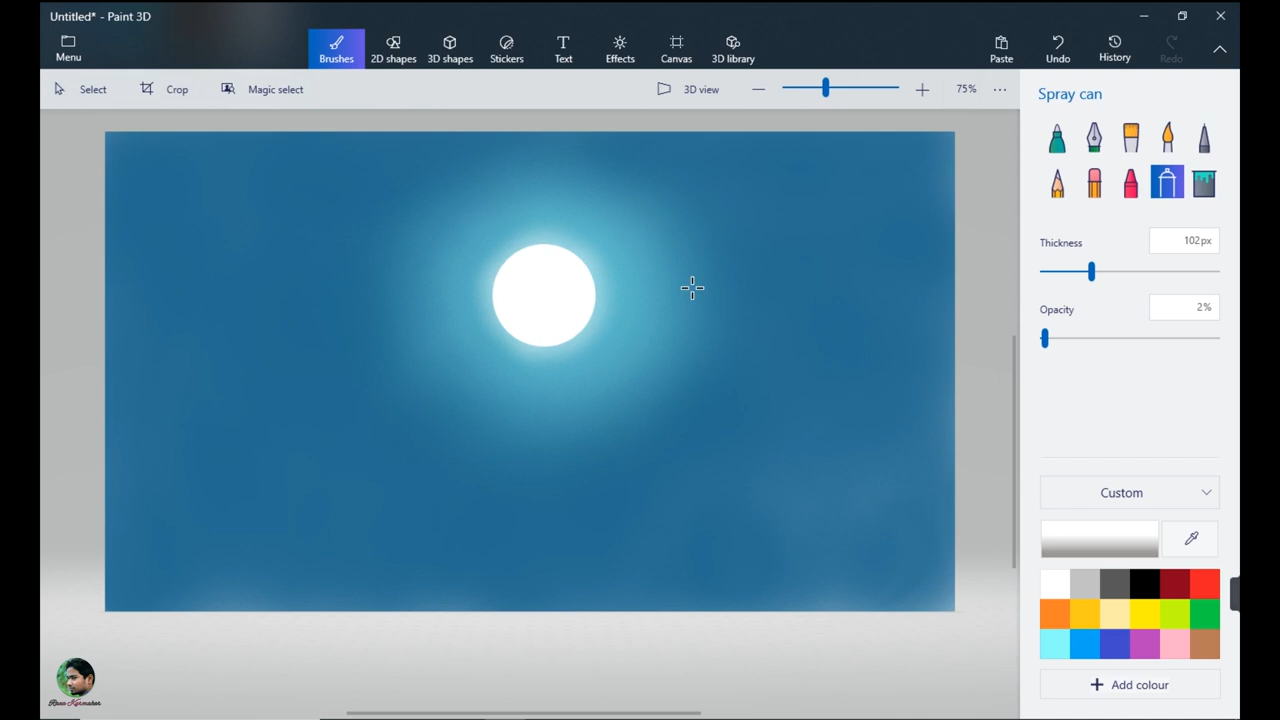 Untitled* - Paint 3D
Menu
Brushes
2D shapes
3D shapes
Stickers
Text
Effects
Canvas
3D library
Paste
Undo
History
Redo
Select
Crop
Magic select
3D view
75%
Spray can
Thickness
102px
Opacity
2%
Custom
Add colour